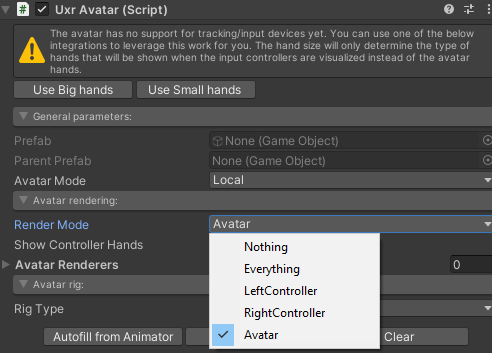 Uxr Avatar (Script)
The avatar has no support for tracking/input devices yet. You can use one of the below
integrations to leverage this work for you. The hand size will only determine the type of
hands that will be shown when the input controllers are visualized instead of the avatar
hands.
Use Big hands Use Small hands
General parameters:
Prefab None (Game Object)
Parent Prefab None (Game Object)
Avatar Mode Local
Avatar rendering:
Render Mode Avatar
Show Controller Hands
Nothing
Everything
LeftController
RightController
Avatar
Avatar Renderers 0
Avatar rig:
Rig Type
Autofill from Animator Clear